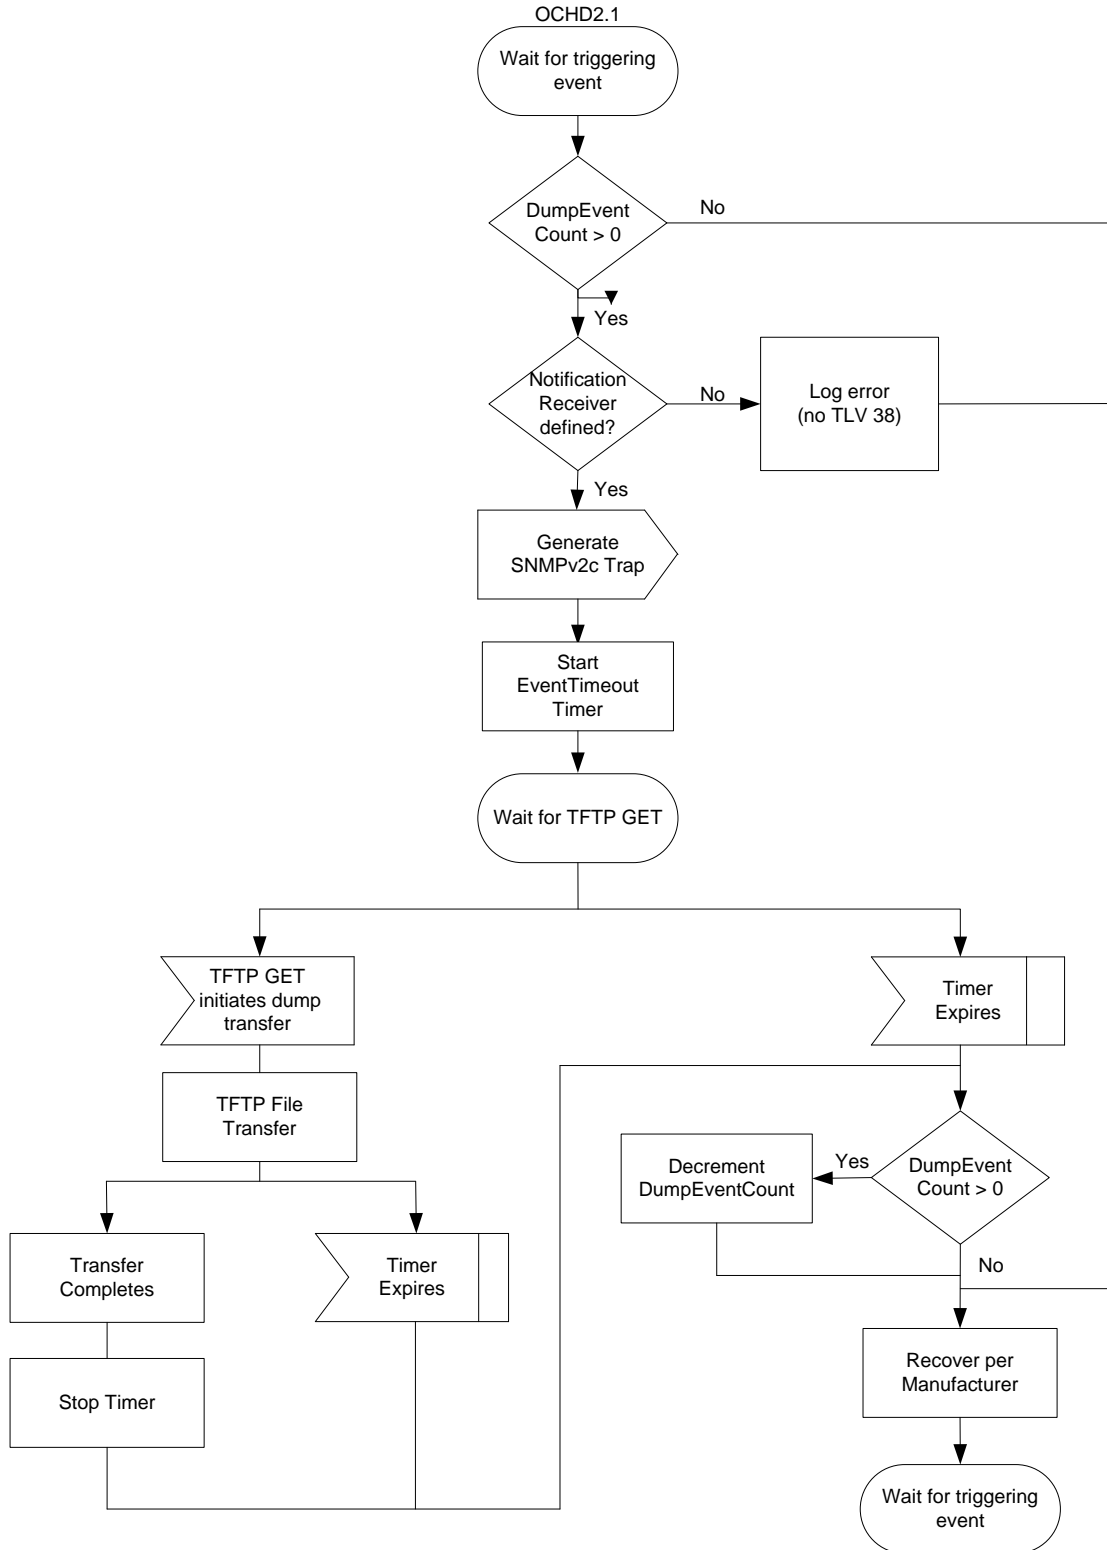 OCHD2.1
Wait for triggering
event
DumpEvent
Count > 0
No
Yes
Notification
Receiver
defined?
No
Log error
(no TLV 38)
Yes
Generate
SNMPv2c Trap
Start
EventTimeout
Timer
Wait for TFTP GET
TFTP GET
initiates dump
transfer
Timer
Expires
TFTP File
Transfer
Decrement
DumpEventCount
Yes
DumpEvent
Count > 0
No
Transfer
Completes
Timer
Expires
Stop Timer
Recover per
Manufacturer
Wait for triggering
event